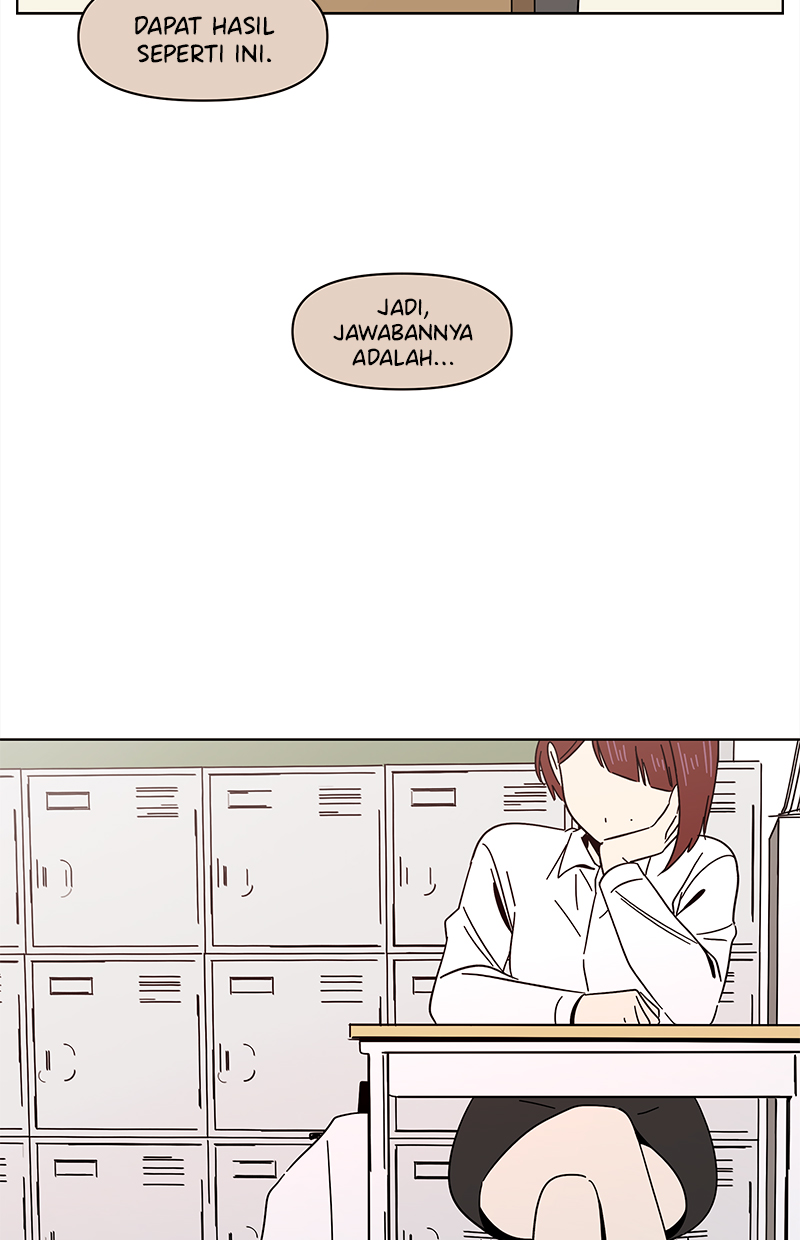 DAPAT HASIL
SEPERTI INI.
JADI,
JAWABANNYA
ADALAH...